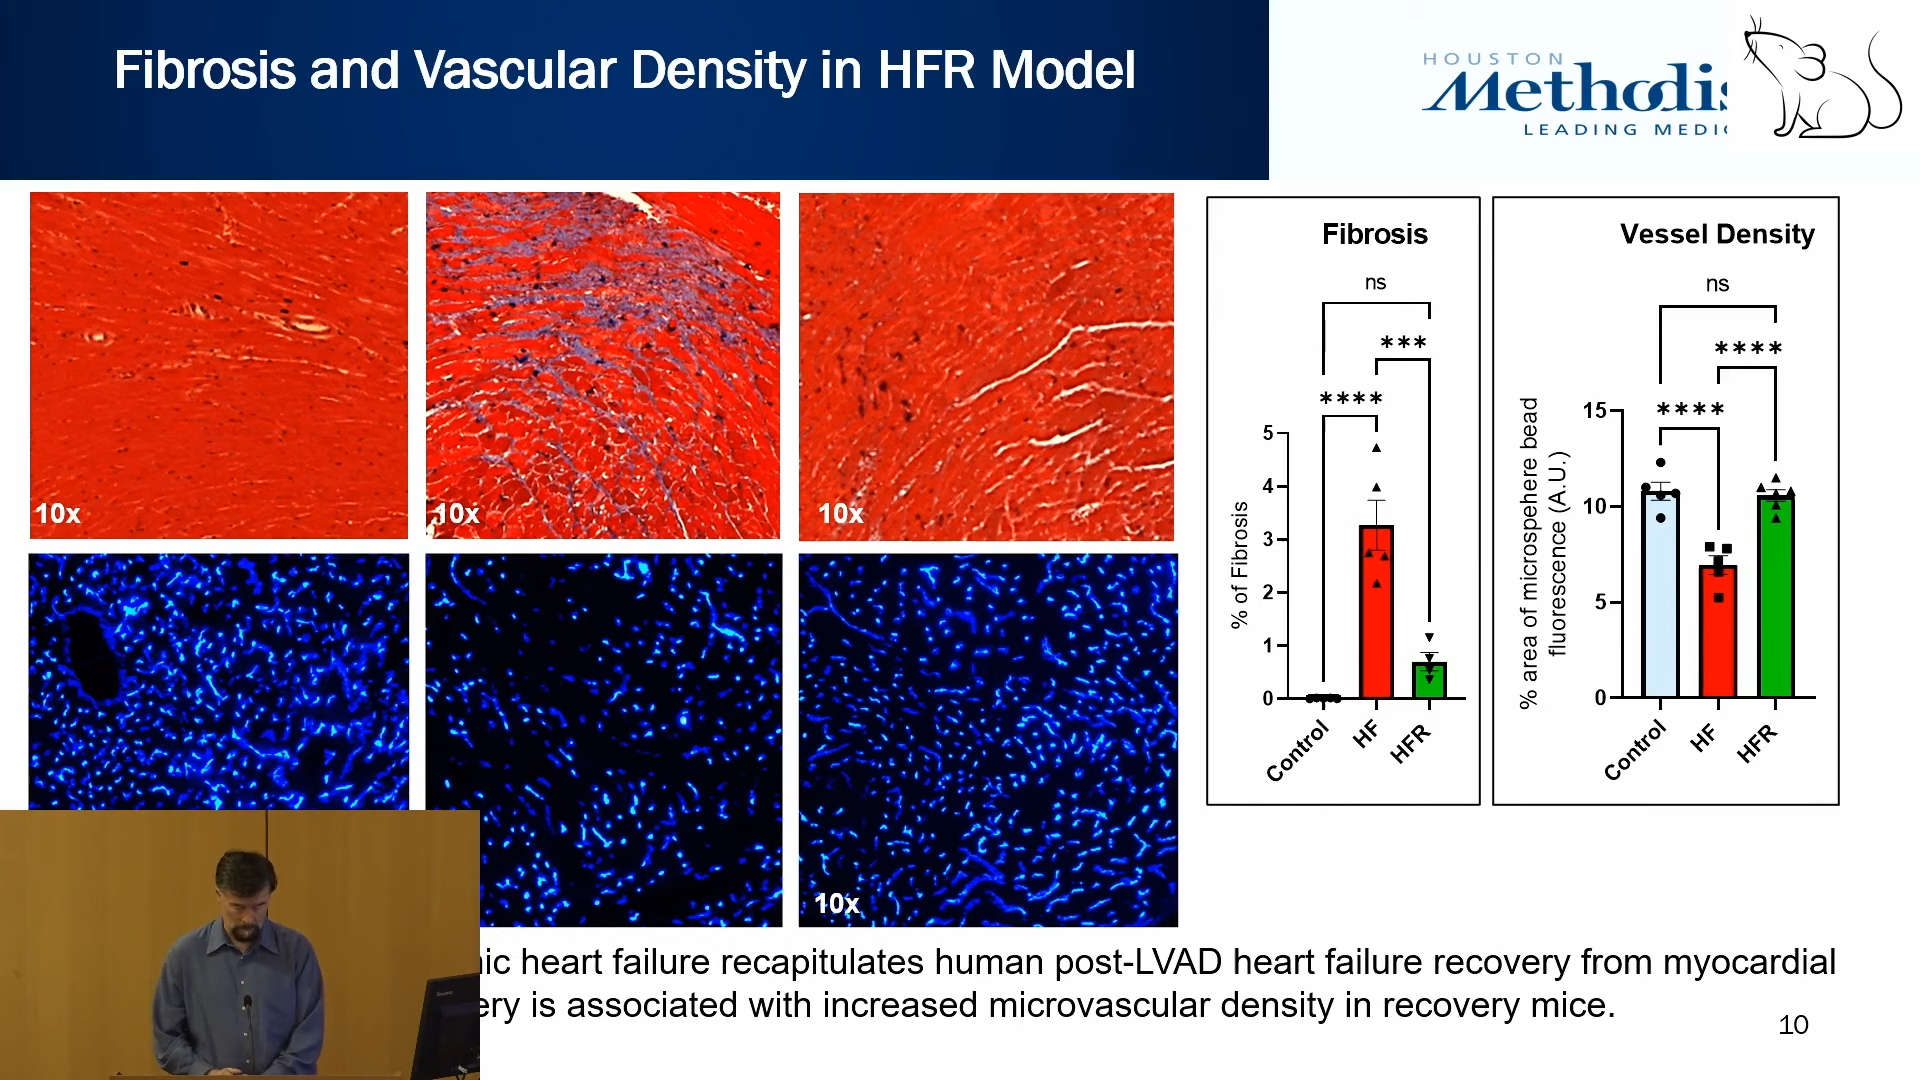 Fibrosis and Vascular Density in HFR Model
HOUSTON
Methodis
LEADING MEDI
10x
10x
10x
10x
Fibrosis
ns
***
****
5
4
3
2
1
0
% of Fibrosis
Control
HF
HFR
Vessel Density
ns
****
****
15
10
5
0
% area of microsphere bead
fluorescence (A.U.)
Control
HF
HFR
heart failure recapitulates human post-LVAD heart failure recovery from myocardial
is associated with increased microvascular density in recovery mice.
10